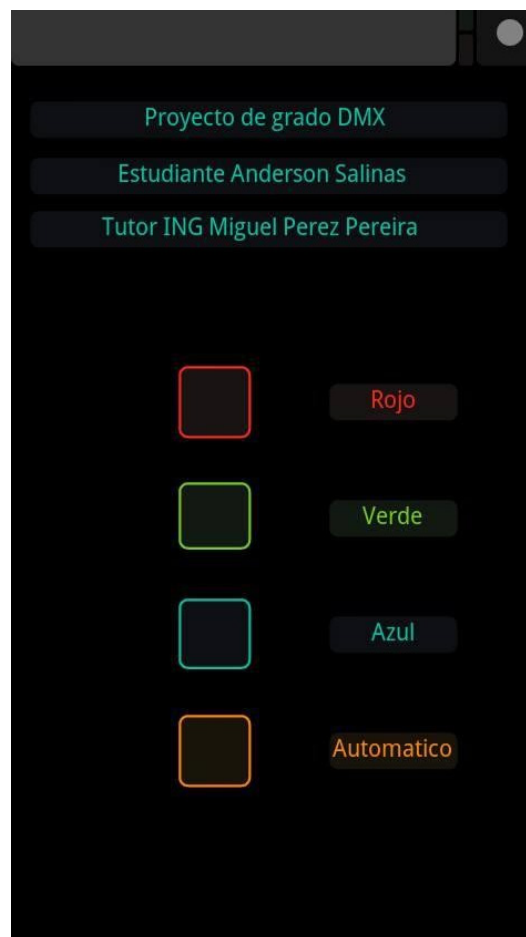 Proyecto de grado DMX
Estudiante Anderson Salinas
Tutor ING Miguel Perez Pereira
Rojo
Verde
Azul
Automatico